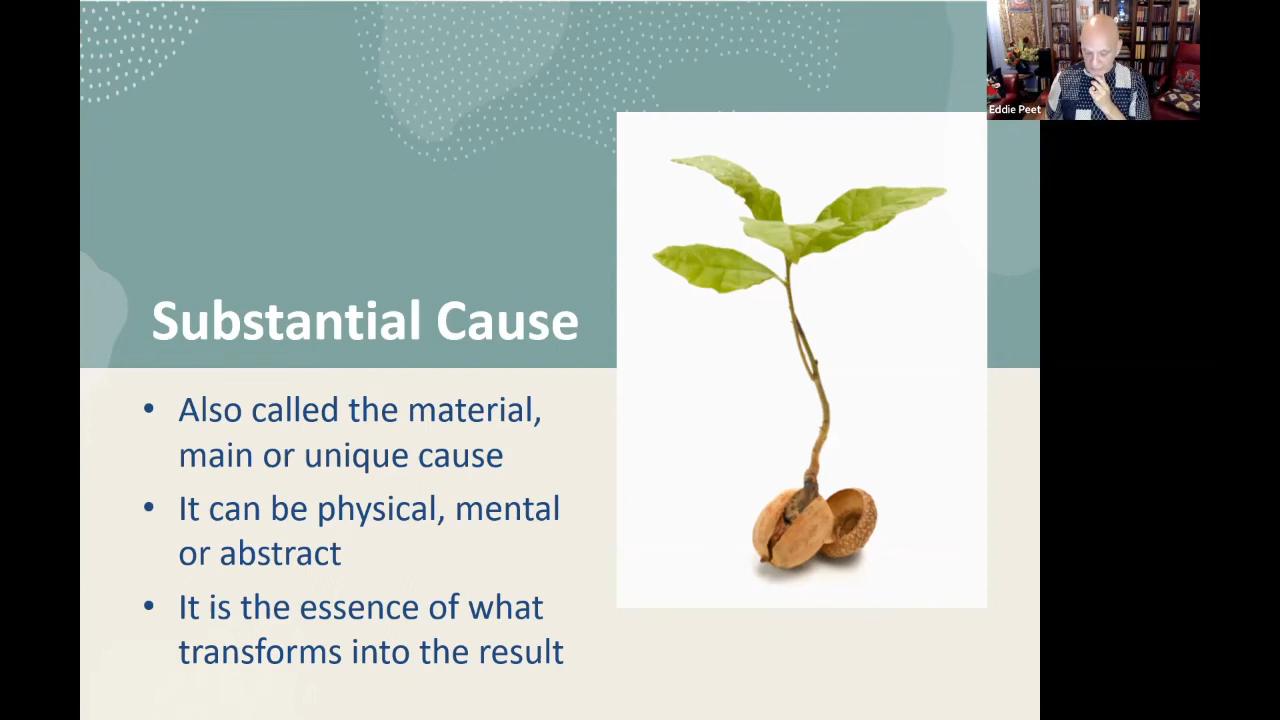 Eddie Peet
Substantial Cause
• Also called the material,
main or unique cause
• It can be physical, mental
or abstract
• It is the essence of what
transforms into the result